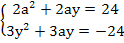 2a² + 2ay = 24
3y² + 3ay = −24